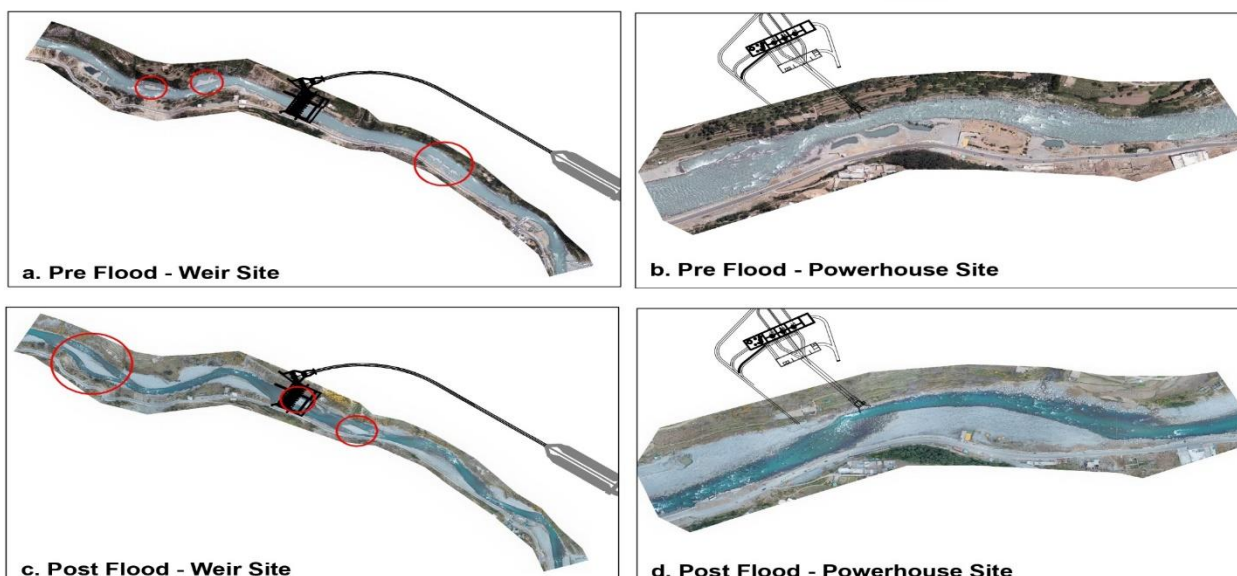 a. Pre Flood - Weir Site
b. Pre Flood - Powerhouse Site
c. Post Flood - Weir Site
d. Post Flood - Powerhouse Site